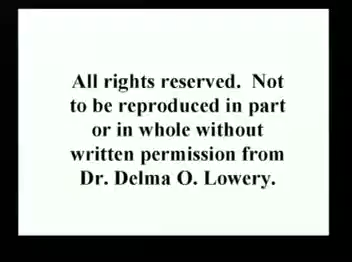 All rights reserved.  Not
to be reproduced in part
or in whole without
written permission from
Dr. Delma O. Lowery.